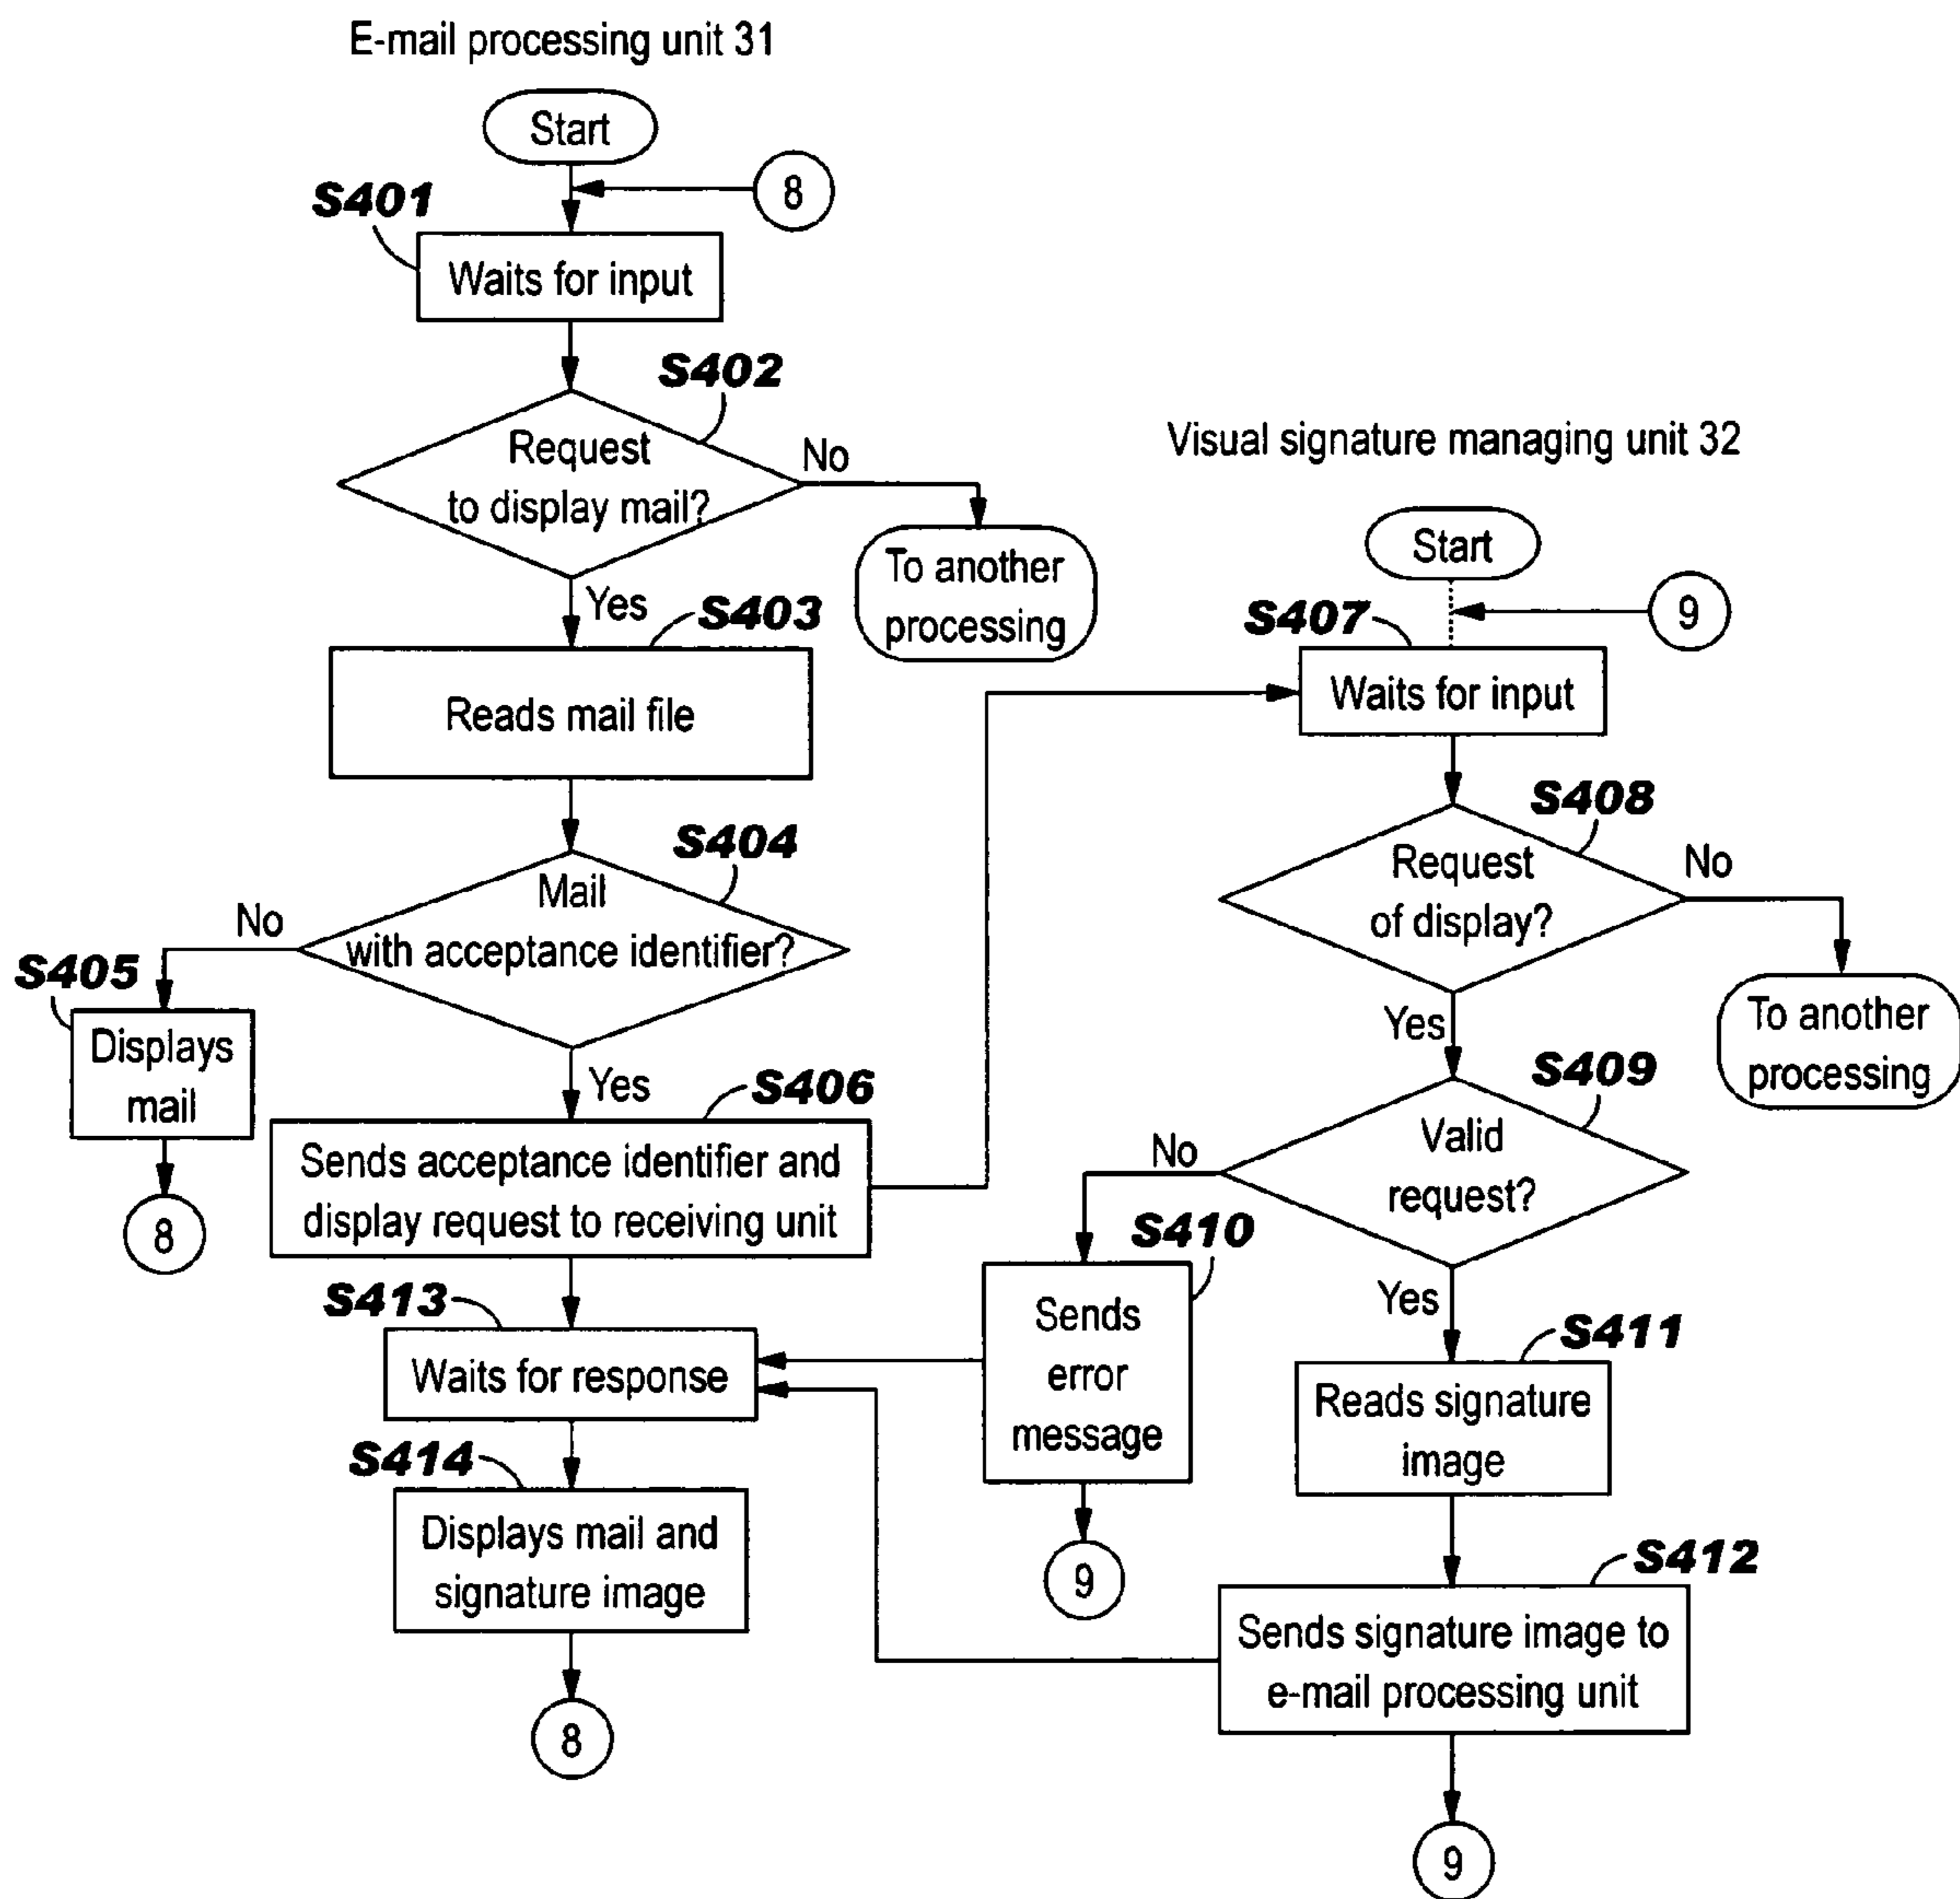 E-mail processing unit 31
Start
8
S401
Waits for input
S402
Request
to display mail?
No
To another
processing
Yes
S403
Reads mail file
S404
Mail
with acceptance identifier?
No
S405
Displays
mail
8
Yes
S406
Sends acceptance identifier and
display request to receiving unit
S413
Waits for response
S414
Displays mail and
signature image
8
Visual signature managing unit 32
Start
9
S407
Waits for input
S408
Request
of display?
No
To another
processing
Yes
S409
Valid
request?
No
S410
Sends
error
message
9
Yes
S411
Reads signature
image
S412
Sends signature image to
e-mail processing unit
9